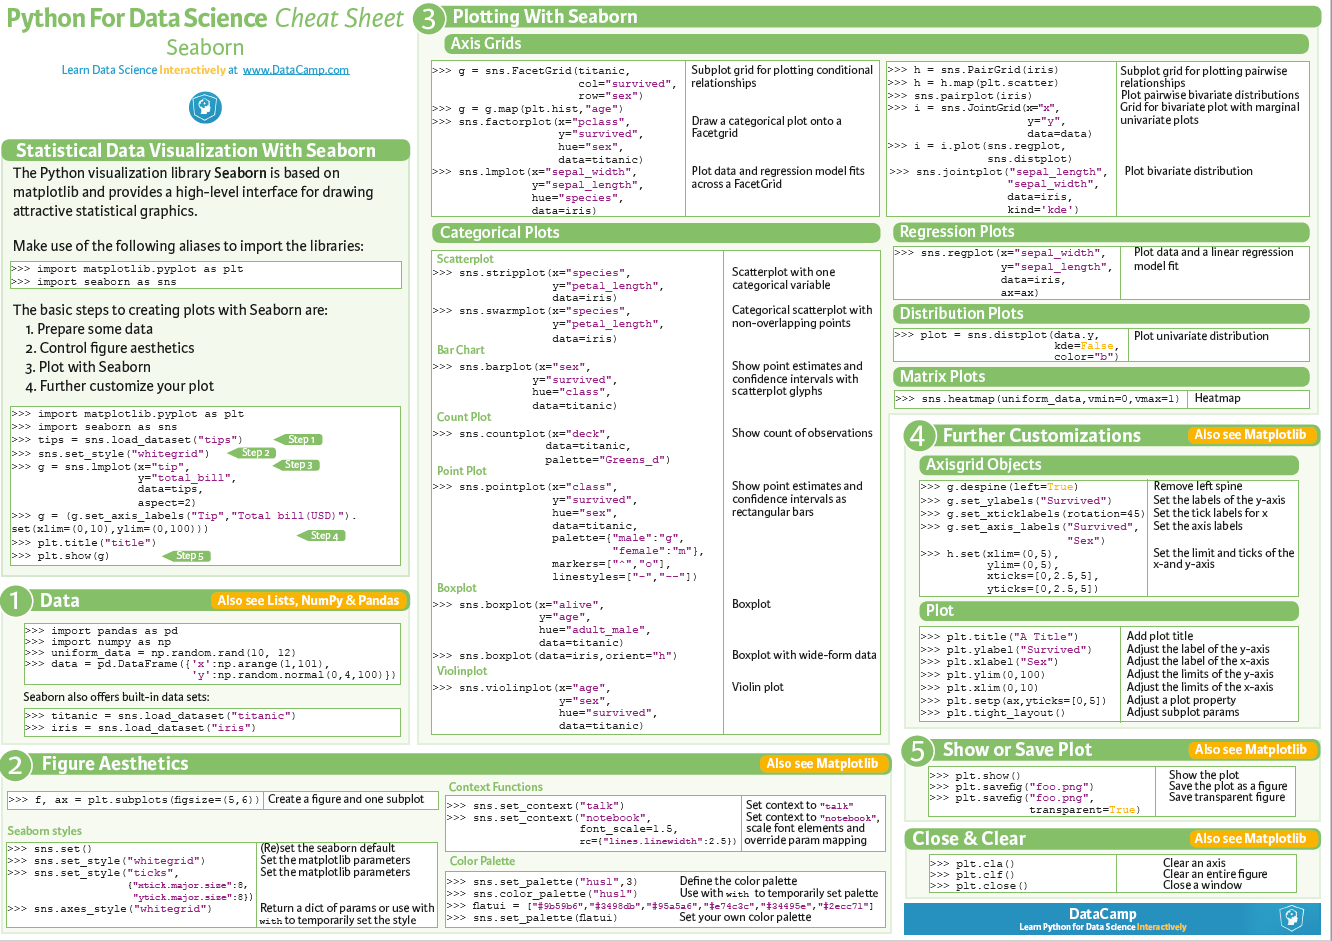 Python For Data Science Cheat Sheet
Seaborn
Learn Data Science Interactively at www.DataCamp.com
Statistical Data Visualization With Seaborn
The Python visualization library Seaborn is based on
matplotlib and provides a high-level interface for drawing
attractive statistical graphics.
Make use of the following aliases to import the libraries:
>>> import matplotlib.pyplot as plt
>>> import seaborn as sns
The basic steps to creating plots with Seaborn are:
1. Prepare some data
2. Control figure aesthetics
3. Plot with Seaborn
4. Further customize your plot
>>> import matplotlib.pyplot as plt
>>> import seaborn as sns
>>> tips = sns.load_dataset("tips") Step 1
>>> sns.set_style("whitegrid") Step 2
>>> g = sns.lmplot(x="tip", Step 3
y="total_bill",
data=tips,
aspect=2)
>>> g = (g.set_axis_labels("Tip","Total bill(USD)").
set(xlim=(0,10),ylim=(0,100)))
Step 4
>>> plt.title("title")
>>> plt.show(g) Step 5
1 Data Also see Lists, NumPy & Pandas
>>> import pandas as pd
>>> import numpy as np
>>> uniform_data = np.random.rand(10, 12)
>>> data = pd.DataFrame({'x':np.arange(1,101),
'y':np.random.normal(0,4,100)})
Seaborn also offers built-in data sets:
>>> titanic = sns.load_dataset("titanic")
>>> iris = sns.load_dataset("iris")
2 Figure Aesthetics Also see Matplotlib
>>> f, ax = plt.subplots(figsize=(5,6)) Create a figure and one subplot
Seaborn styles
>>> sns.set() (Re)set the seaborn default
>>> sns.set_style("whitegrid") Set the matplotlib parameters
>>> sns.set_style("ticks", Set the matplotlib parameters
{"xtick.major.size":8,
"ytick.major.size":8})
>>> sns.axes_style("whitegrid") Return a dict of params or use with
with to temporarily set the style
Context Functions
>>> sns.set_context("talk") Set context to "talk"
>>> sns.set_context("notebook", Set context to "notebook",
font_scale=1.5, scale font elements and
rc={"lines.linewidth":2.5}) override param mapping
Color Palette
>>> sns.set_palette("husl",3) Define the color palette
>>> sns.color_palette("husl") Use with with to temporarily set palette
>>> flatui = ["#9b59b6","#3498db","#95a5a6","#e74c3c","#34495e","#2ecc71"]
>>> sns.set_palette(flatui) Set your own color palette
3 Plotting With Seaborn
Axis Grids
>>> g = sns.FacetGrid(titanic, Subplot grid for plotting conditional
col="survived", relationships
row="sex")
>>> g = g.map(plt.hist,"age")
>>> sns.factorplot(x="pclass", Draw a categorical plot onto a
y="survived", Facetgrid
hue="sex",
data=titanic)
>>> sns.lmplot(x="sepal_width", Plot data and regression model fits
y="sepal_length", across a FacetGrid
hue="species",
data=iris)
>>> h = sns.PairGrid(iris) Subplot grid for plotting pairwise
>>> h = h.map(plt.scatter) relationships
>>> sns.pairplot(iris) Plot pairwise bivariate distributions
>>> i = sns.JointGrid(x="x", Grid for bivariate plot with marginal
y="y", univariate plots
data=data)
>>> i = i.plot(sns.regplot,
sns.distplot)
>>> sns.jointplot("sepal_length", Plot bivariate distribution
"sepal_width",
data=iris,
kind='kde')
Categorical Plots
Scatterplot
>>> sns.stripplot(x="species", Scatterplot with one
y="petal_length", categorical variable
data=iris)
>>> sns.swarmplot(x="species", Categorical scatterplot with
y="petal_length", non-overlapping points
data=iris)
Bar Chart
>>> sns.barplot(x="sex", Show point estimates and
y="survived", confidence intervals with
hue="class", scatterplot glyphs
data=titanic)
Count Plot
>>> sns.countplot(x="deck", Show count of observations
data=titanic,
palette="Greens_d")
Point Plot
>>> sns.pointplot(x="class", Show point estimates and
y="survived", confidence intervals as
hue="sex", rectangular bars
data=titanic,
palette={"male":"g",
"female":"m"},
markers=["^","o"],
linestyles=["-","--"])
Boxplot
>>> sns.boxplot(x="alive", Boxplot
y="age",
hue="adult_male",
data=titanic)
>>> sns.boxplot(data=iris,orient="h") Boxplot with wide-form data
Violinplot
>>> sns.violinplot(x="age", Violin plot
y="sex",
hue="survived",
data=titanic)
Regression Plots
>>> sns.regplot(x="sepal_width", Plot data and a linear regression
y="sepal_length", model fit
data=iris,
ax=ax)
Distribution Plots
>>> plot = sns.distplot(data.y, Plot univariate distribution
kde=False,
color="b")
Matrix Plots
>>> sns.heatmap(uniform_data,vmin=0,vmax=1) Heatmap
4 Further Customizations Also see Matplotlib
Axisgrid Objects
>>> g.despine(left=True) Remove left spine
>>> g.set_ylabels("Survived") Set the labels of the y-axis
>>> g.set_xticklabels(rotation=45) Set the tick labels for x
>>> g.set_axis_labels("Survived", Set the axis labels
"Sex")
>>> h.set(xlim=(0,5), Set the limit and ticks of the
ylim=(0,5), x-and y-axis
xticks=[0,2.5,5],
yticks=[0,2.5,5])
Plot
>>> plt.title("A Title") Add plot title
>>> plt.ylabel("Survived") Adjust the label of the y-axis
>>> plt.xlabel("Sex") Adjust the label of the x-axis
>>> plt.ylim(0,100) Adjust the limits of the y-axis
>>> plt.xlim(0,10) Adjust the limits of the x-axis
>>> plt.setp(ax,yticks=[0,5]) Adjust a plot property
>>> plt.tight_layout() Adjust subplot params
5 Show or Save Plot Also see Matplotlib
>>> plt.show() Show the plot
>>> plt.savefig("foo.png") Save the plot as a figure
>>> plt.savefig("foo.png", Save transparent figure
transparent=True)
Close & Clear Also see Matplotlib
>>> plt.cla() Clear an axis
>>> plt.clf() Clear an entire figure
>>> plt.close() Close a window
DataCamp
Learn Python for Data Science Interactively